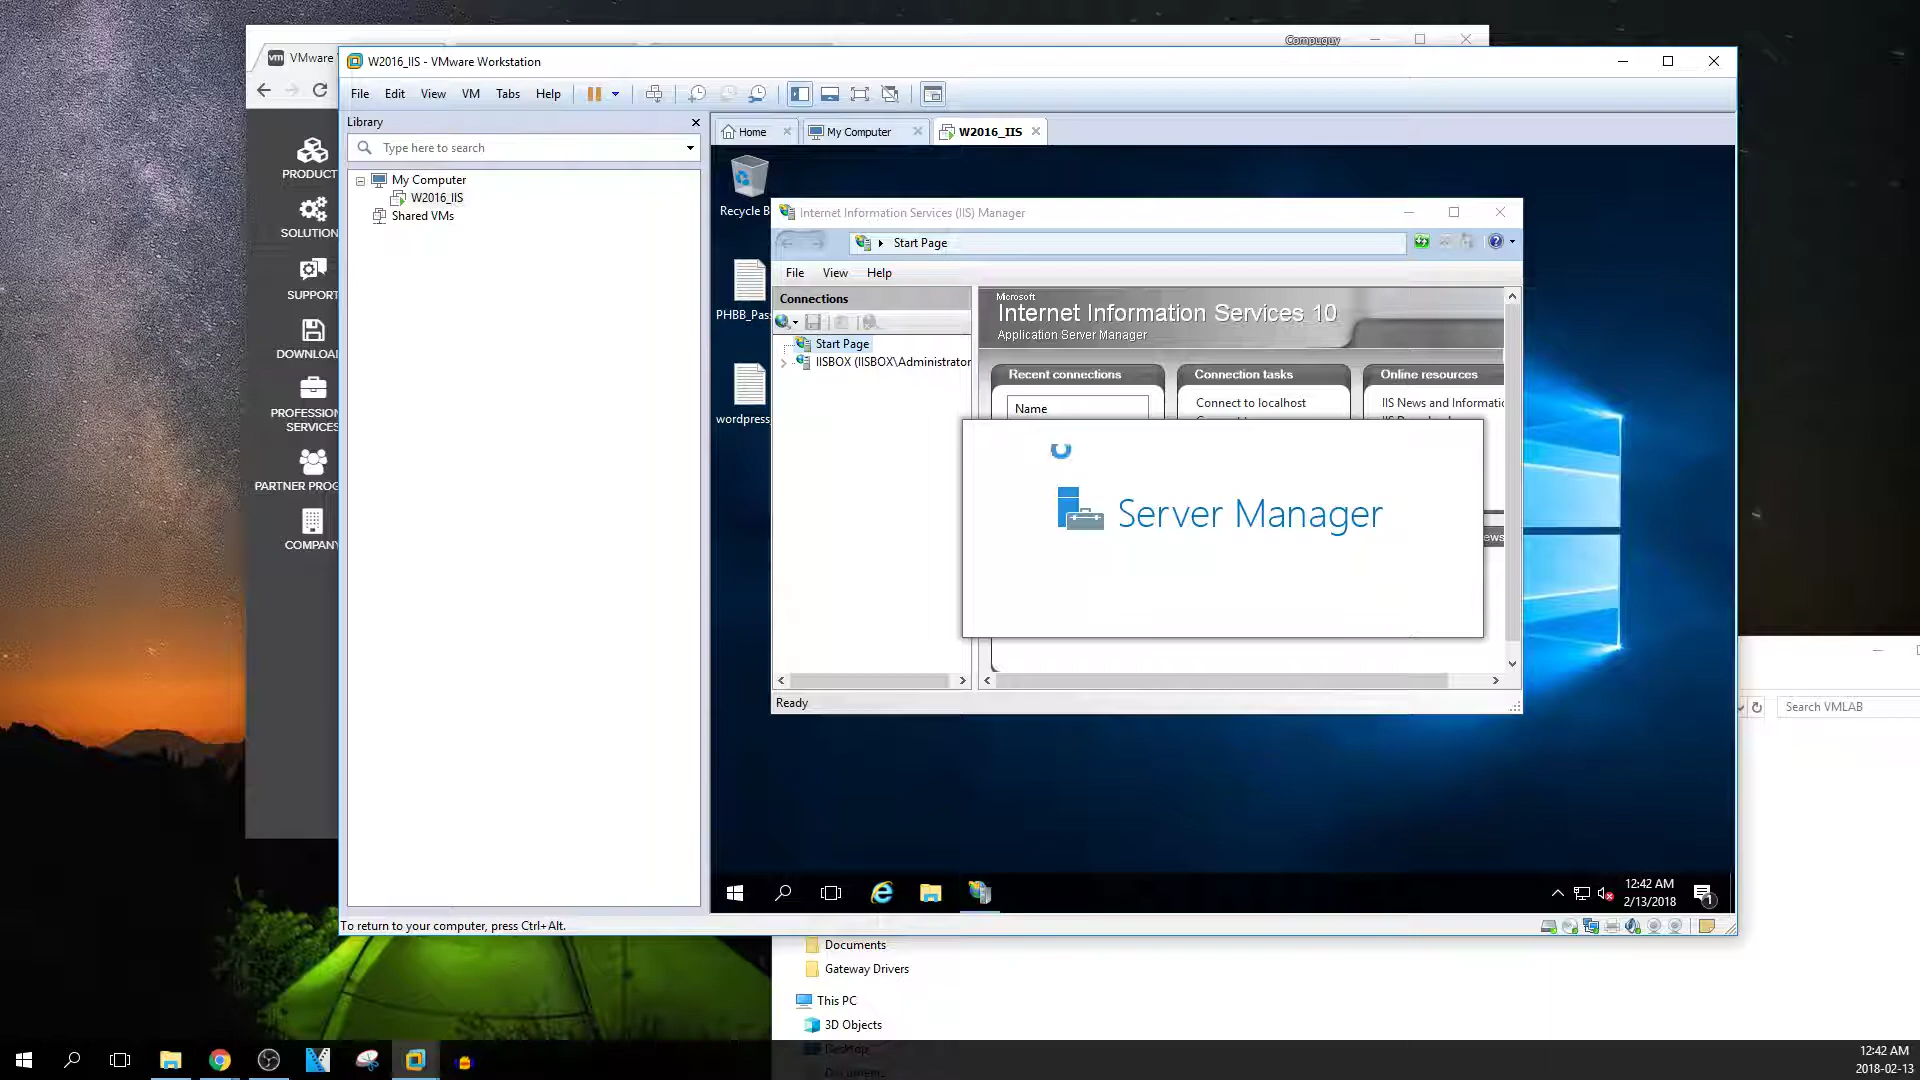 Compuguy
VMware
W2016_IIS - VMware Workstation
File Edit View VM Tabs Help
Library
Type here to search
My Computer
W2016_IIS
Shared VMs
Home
My Computer
W2016_IIS
PRODUCT
SOLUTION
SUPPORT
DOWNLOA
PROFESSION
SERVICES
PARTNER PROG
COMPANY
Recycle B
PHBB_Pas
wordpress
Internet Information Services (IIS) Manager
Start Page
File View Help
Connections
Start Page
IISBOX (IISBOX\Administrator
Microsoft
Internet Information Services 10
Application Server Manager
Recent connections
Connection tasks
Online resources
Name
Connect to localhost
IIS News and Informatio
Server Manager
ews
Ready
12:42 AM
2/13/2018
1
To return to your computer, press Ctrl+Alt.
Search VMLAB
Documents
Gateway Drivers
This PC
3D Objects
Desktop
12:42 AM
2018-02-13